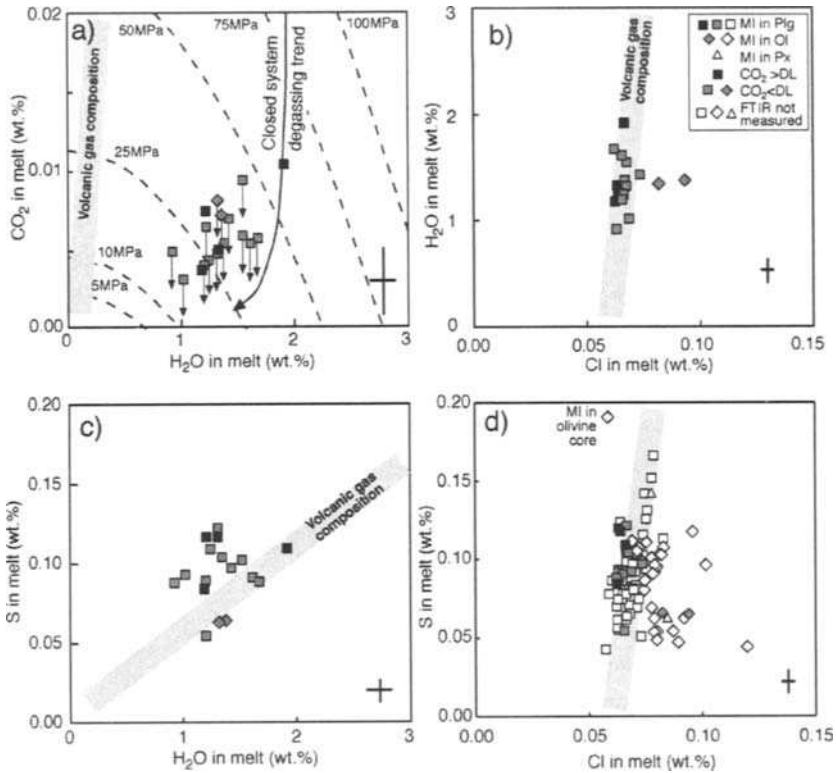 a)
50MPa
75MPa
100MPa
25MPa
10MPa
5MPa
Volcanic gas composition
Closed system
degassing trend
CO2 in melt (wt.%)
0.02
0.01
0.00
0
1
2
3
H2O in melt (wt.%)
b)
Volcanic gas
composition
MI in Plg
MI in Ol
MI in Px
CO2 >DL
CO2<DL
FTIR not
measured
H2O in melt (wt.%)
3
2
1
0
0.00
0.05
0.10
0.15
Cl in melt (wt.%)
c)
Volcanic gas
composition
S in melt (wt.%)
0.20
0.15
0.10
0.05
0.00
0
1
2
3
H2O in melt (wt.%)
d)
MI in
olivine
core
S in melt (wt.%)
0.20
0.15
0.10
0.05
0.00
0.00
0.05
0.10
0.15
Cl in melt (wt.%)